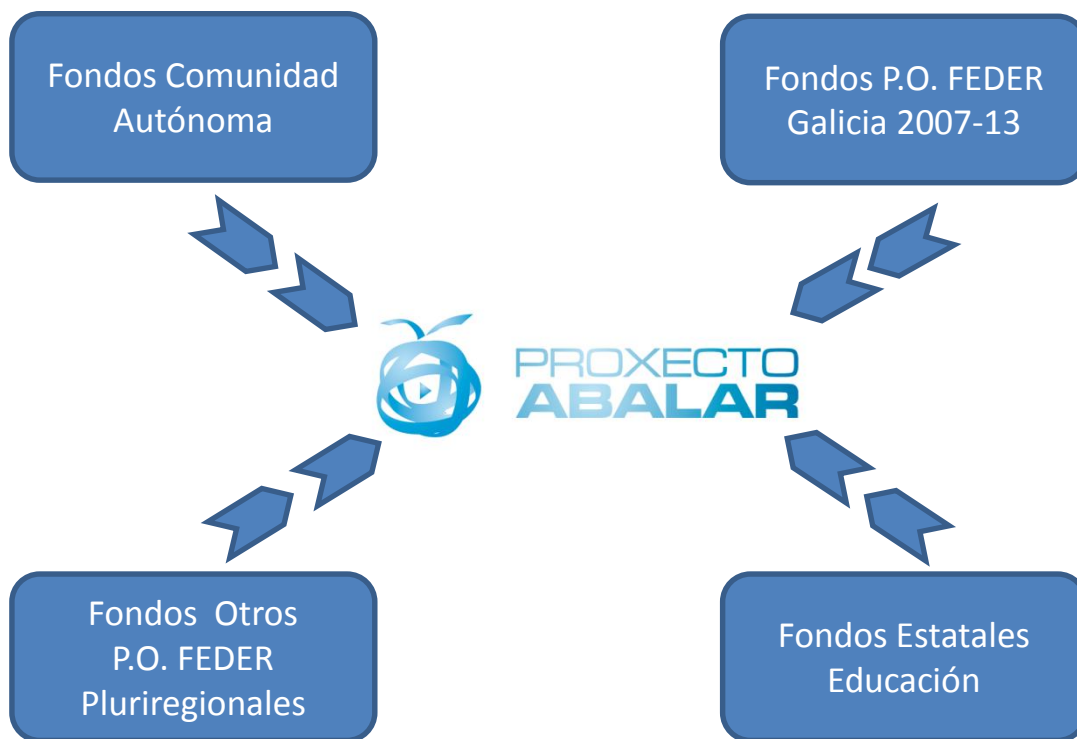 Fondos Comunidad
Autónoma
Fondos P.O. FEDER
Galicia 2007-13
PROXECTO
ABALAR
Fondos Otros
P.O. FEDER
Pluriregionales
Fondos Estatales
Educación